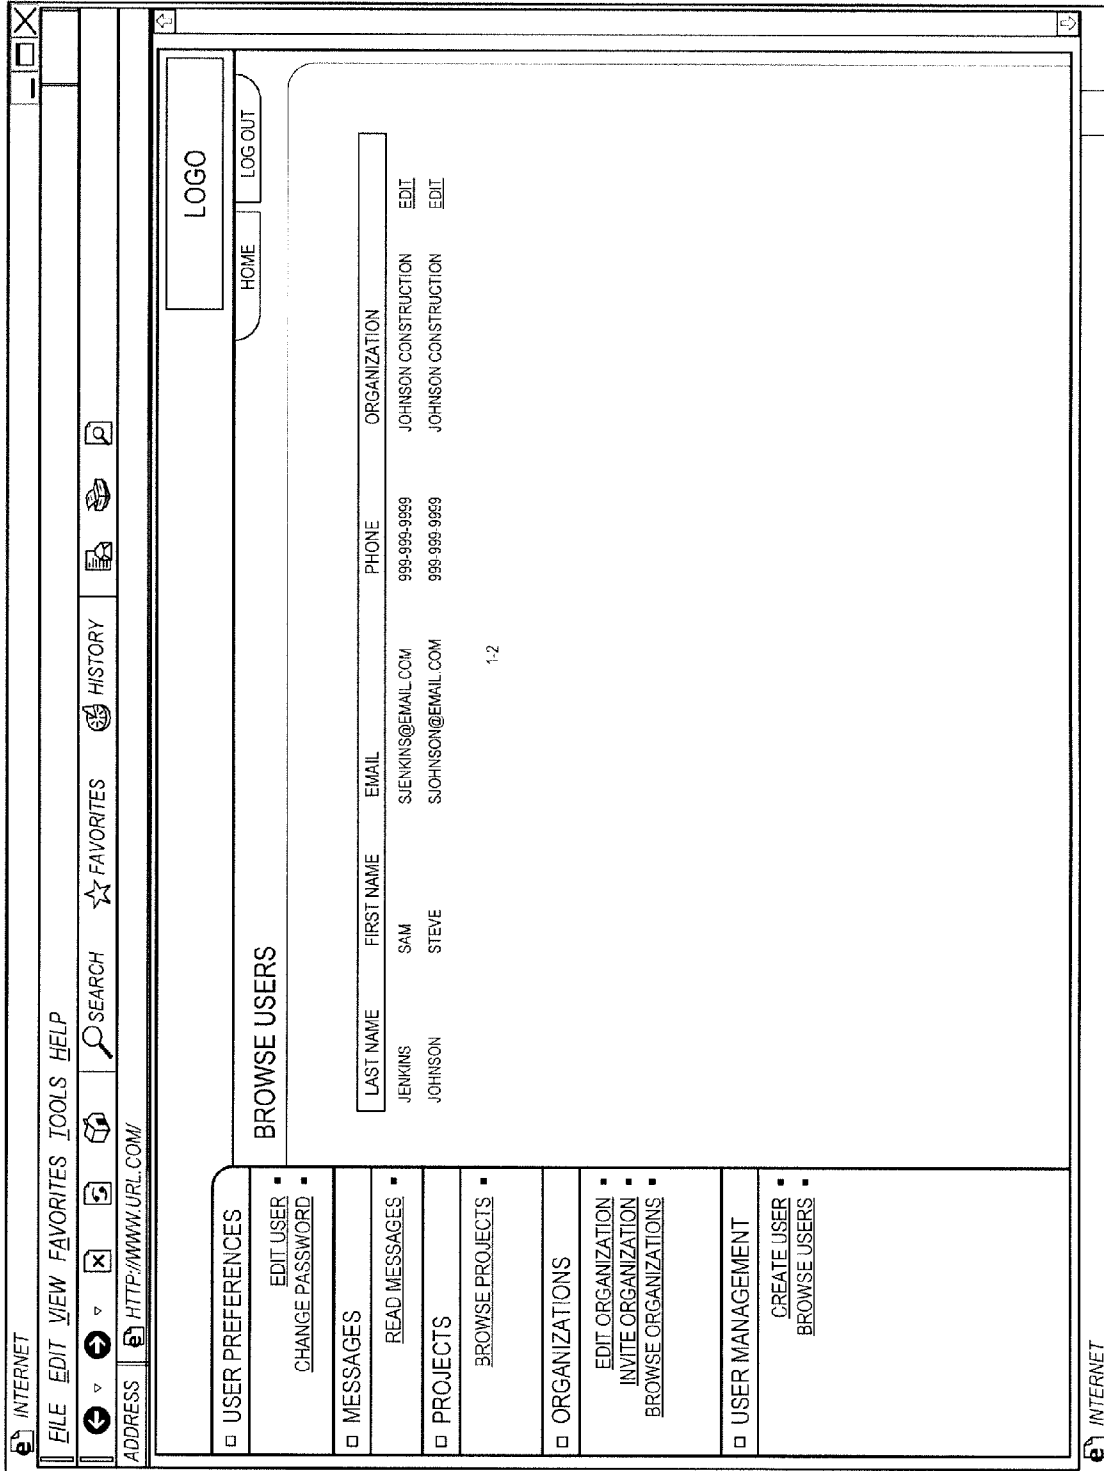 INTERNET
FILE EDIT VIEW FAVORITES TOOLS HELP
SEARCH FAVORITES HISTORY
ADDRESS HTTP://WWW.URL.COM/
LOGO
HOME LOG OUT
USER PREFERENCES
EDIT USER
CHANGE PASSWORD
MESSAGES
READ MESSAGES
PROJECTS
BROWSE PROJECTS
ORGANIZATIONS
EDIT ORGANIZATION
INVITE ORGANIZATION
BROWSE ORGANIZATIONS
USER MANAGEMENT
CREATE USER
BROWSE USERS
BROWSE USERS
LAST NAME FIRST NAME EMAIL PHONE ORGANIZATION
JENKINS SAM SJENKINS@EMAIL.COM 999-999-9999 JOHNSON CONSTRUCTION EDIT
JOHNSON STEVE SJOHNSON@EMAIL.COM 999-999-9999 JOHNSON CONSTRUCTION EDIT
1-2
INTERNET